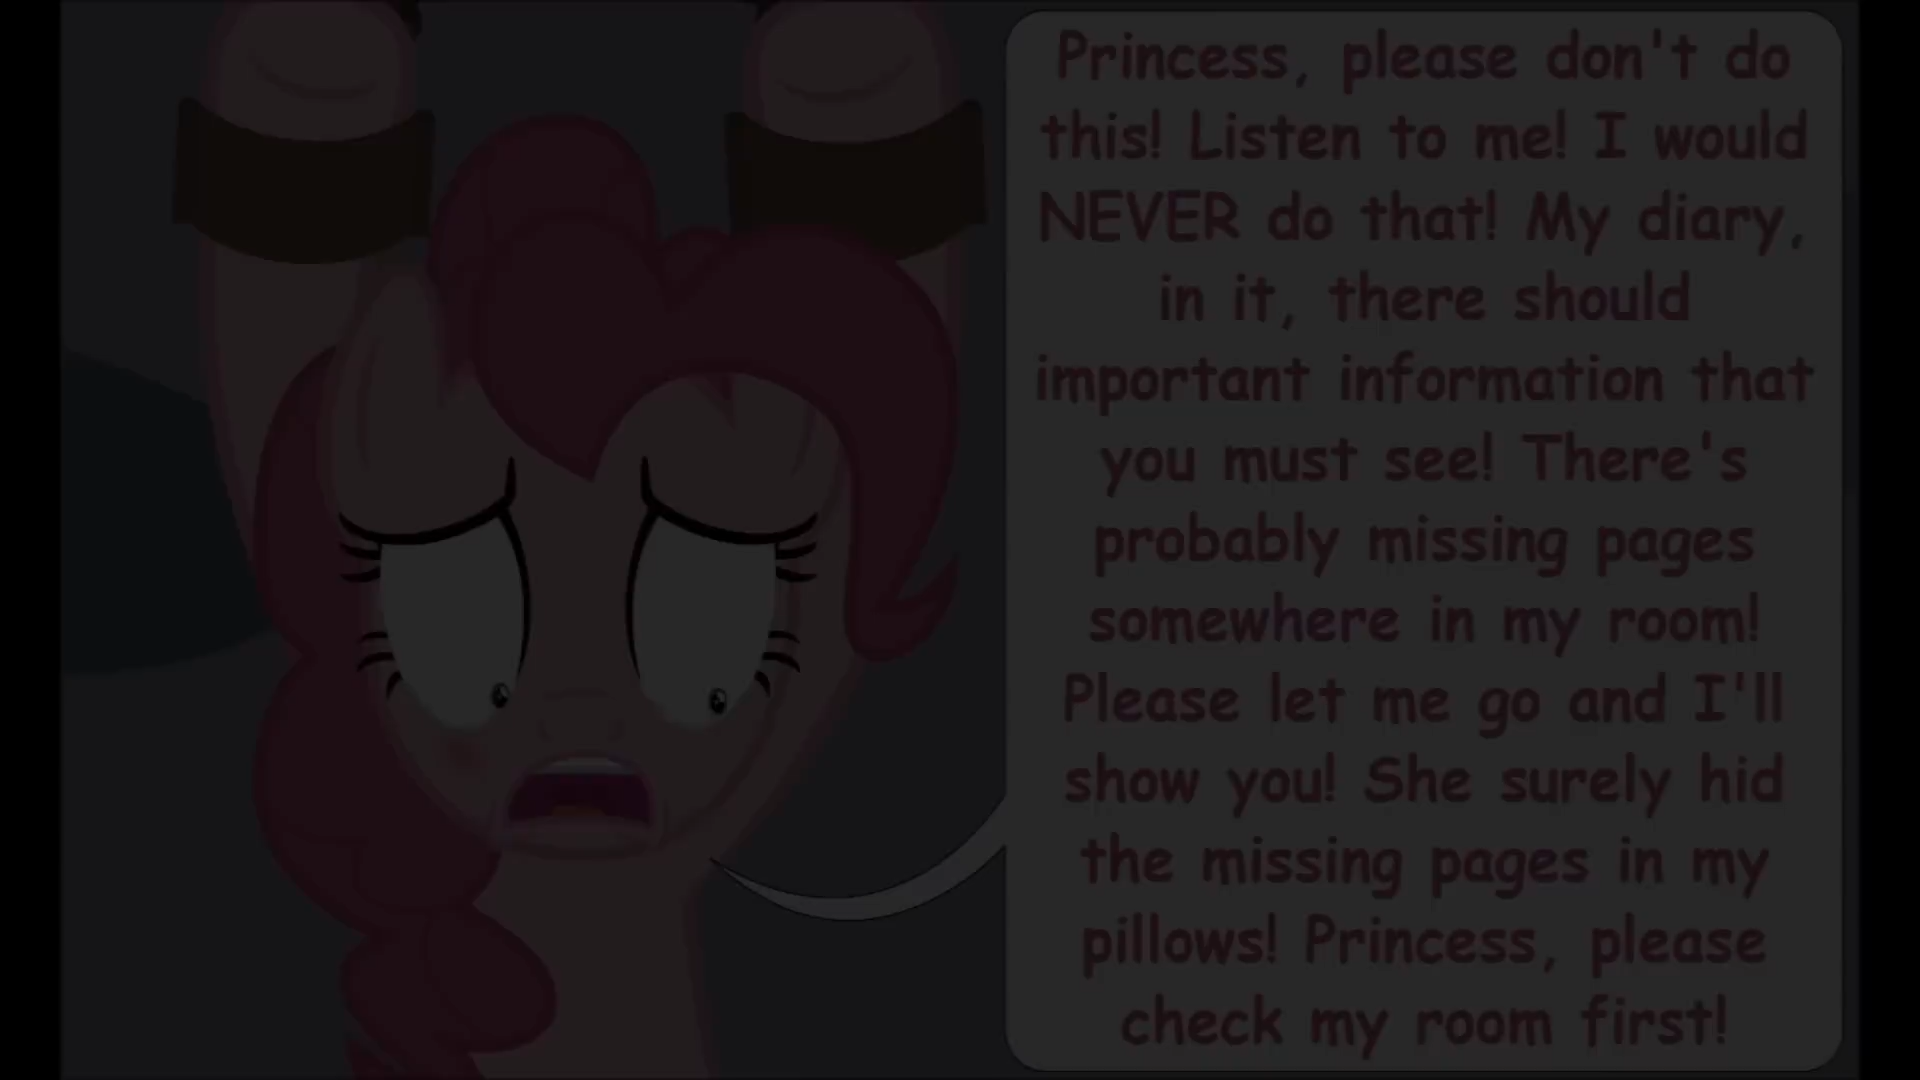 Princess, please don't do
this! Listen to me! I would
NEVER do that! My diary,
in it, there should
important information that
you must see! There's
probably missing pages
somewhere in my room!
Please let me go and I'll
show you! She surely hid
the missing pages in my
pillows! Princess, please
check my room first!